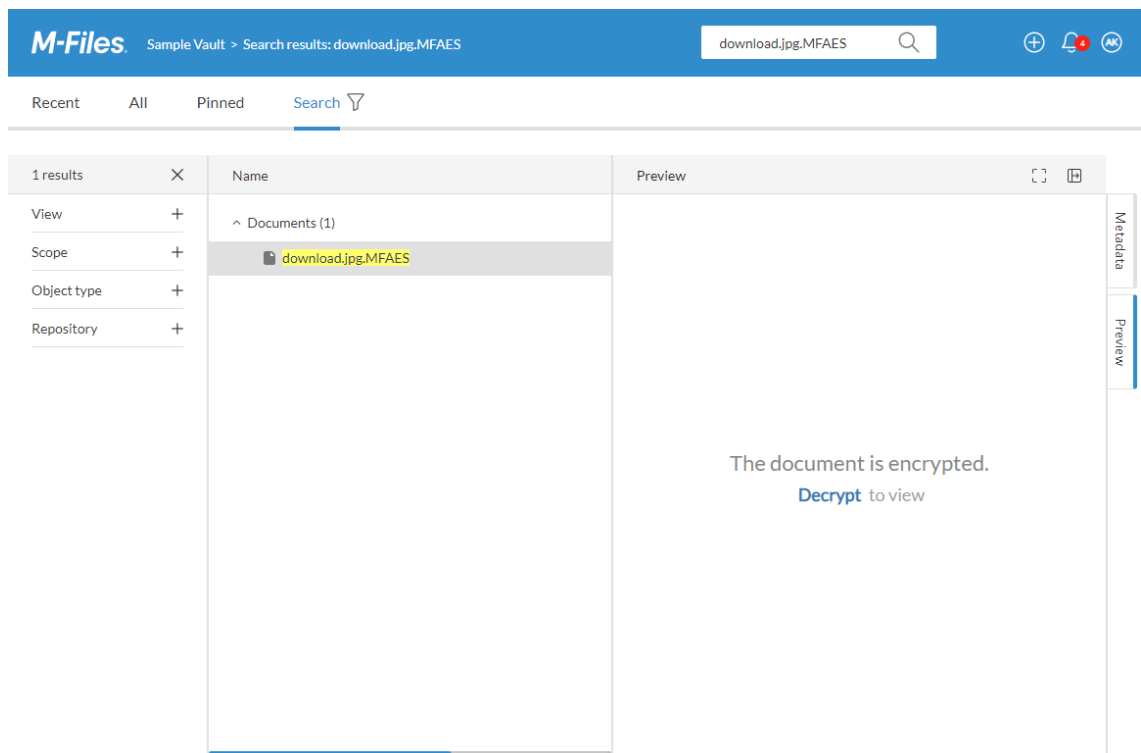 M-Files. Sample Vault > Search results: download.jpg.MFAES download.jpg.MFAES 4 AK
Recent All Pinned Search
1 results Name Preview
View
Scope
Object type
Repository
Documents (1)
download.jpg.MFAES
The document is encrypted.
Decrypt to view
Metadata
Preview